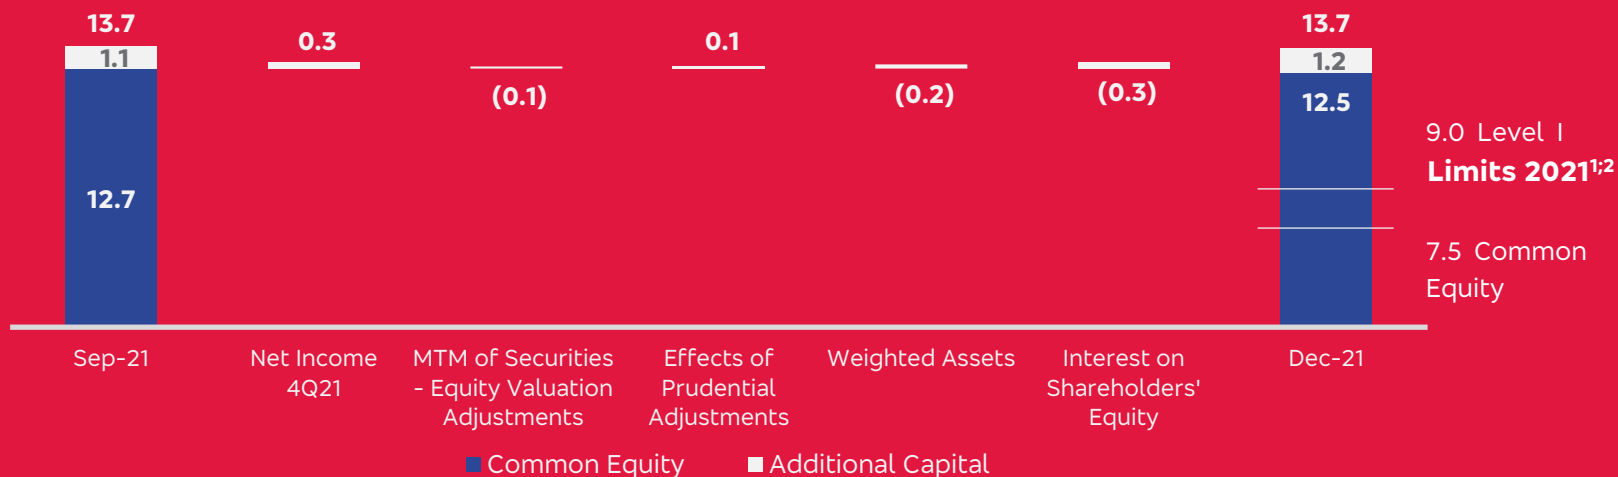 13.7
1.1
12.7
0.3
(0.1)
0.1
(0.2)
(0.3)
13.7
1.2
12.5
9.0 Level I
Limits 2021¹;²
7.5 Common
Equity
Sep-21
Net Income
4Q21
MTM of Securities
- Equity Valuation
Adjustments
Effects of
Prudential
Adjustments
Weighted Assets
Interest on
Shareholders'
Equity
Dec-21
Common Equity
Additional Capital